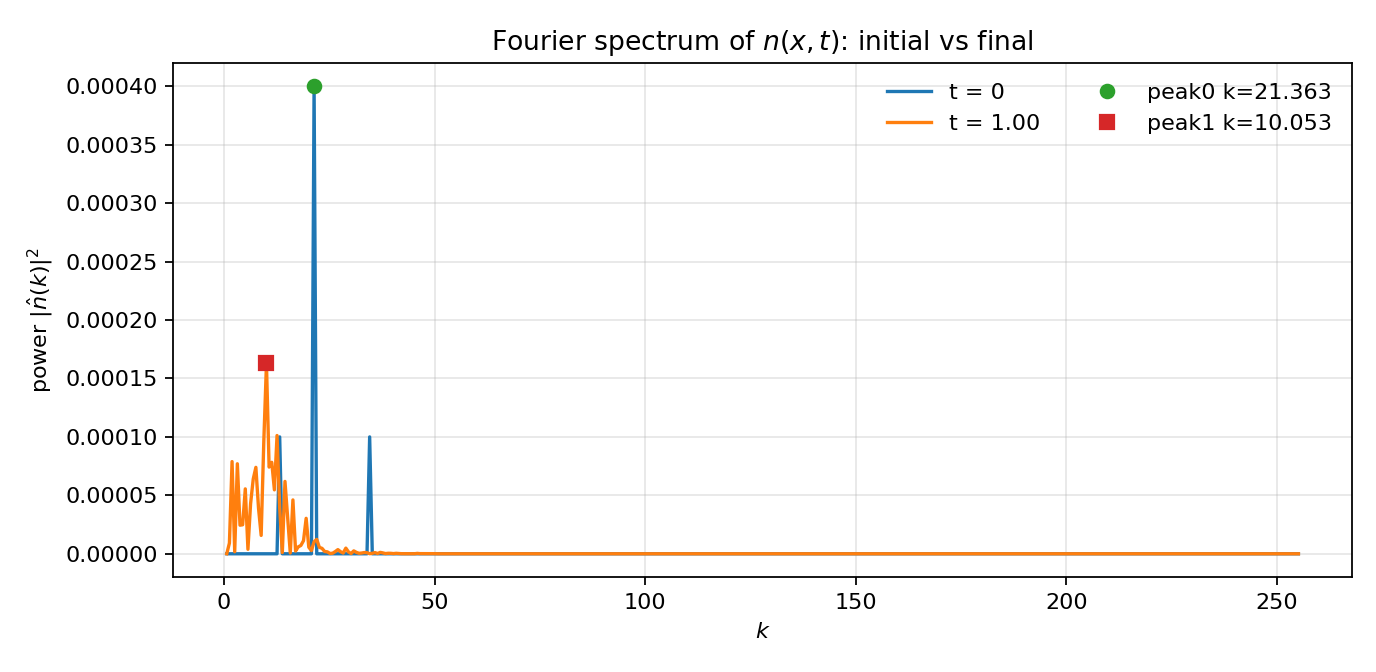 Fourier spectrum of n(x, t): initial vs final
power |n̂(k)|²
0.00040
0.00035
0.00030
0.00025
0.00020
0.00015
0.00010
0.00005
0.00000
t = 0
t = 1.00
peak0 k=21.363
peak1 k=10.053
0 50 100 150 200 250
k